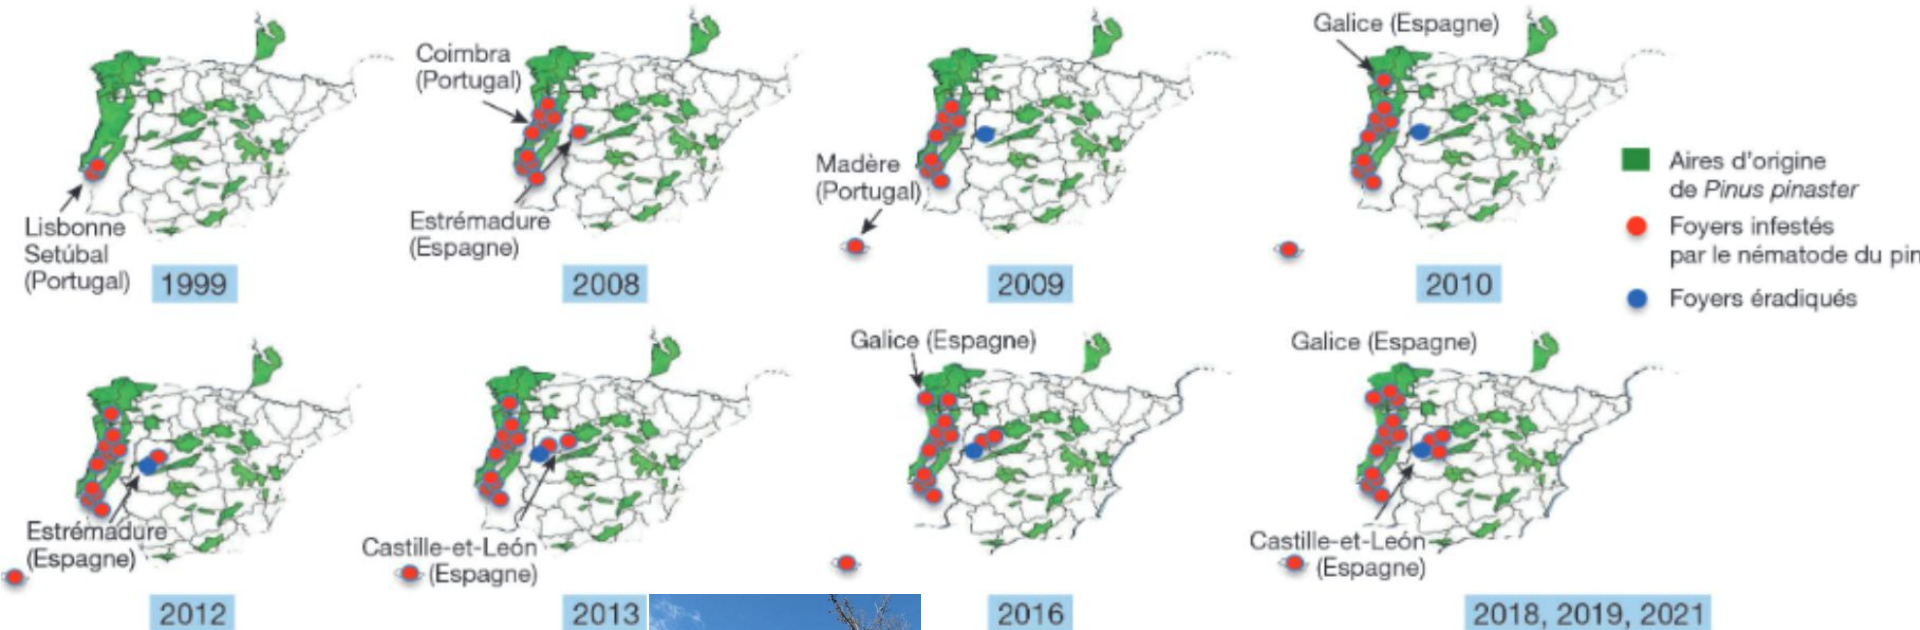 Lisbonne
Setúbal
(Portugal)
1999
Coimbra
(Portugal)
Estrémadure
(Espagne)
2008
Madère
(Portugal)
2009
Galice (Espagne)
2010
Aires d'origine
de Pinus pinaster
Foyers infestés
par le nématode du pin
Foyers éradiqués
Estrémadure
(Espagne)
2012
Castille-et-León
(Espagne)
2013
Galice (Espagne)
2016
Galice (Espagne)
Castille-et-León
(Espagne)
2018, 2019, 2021